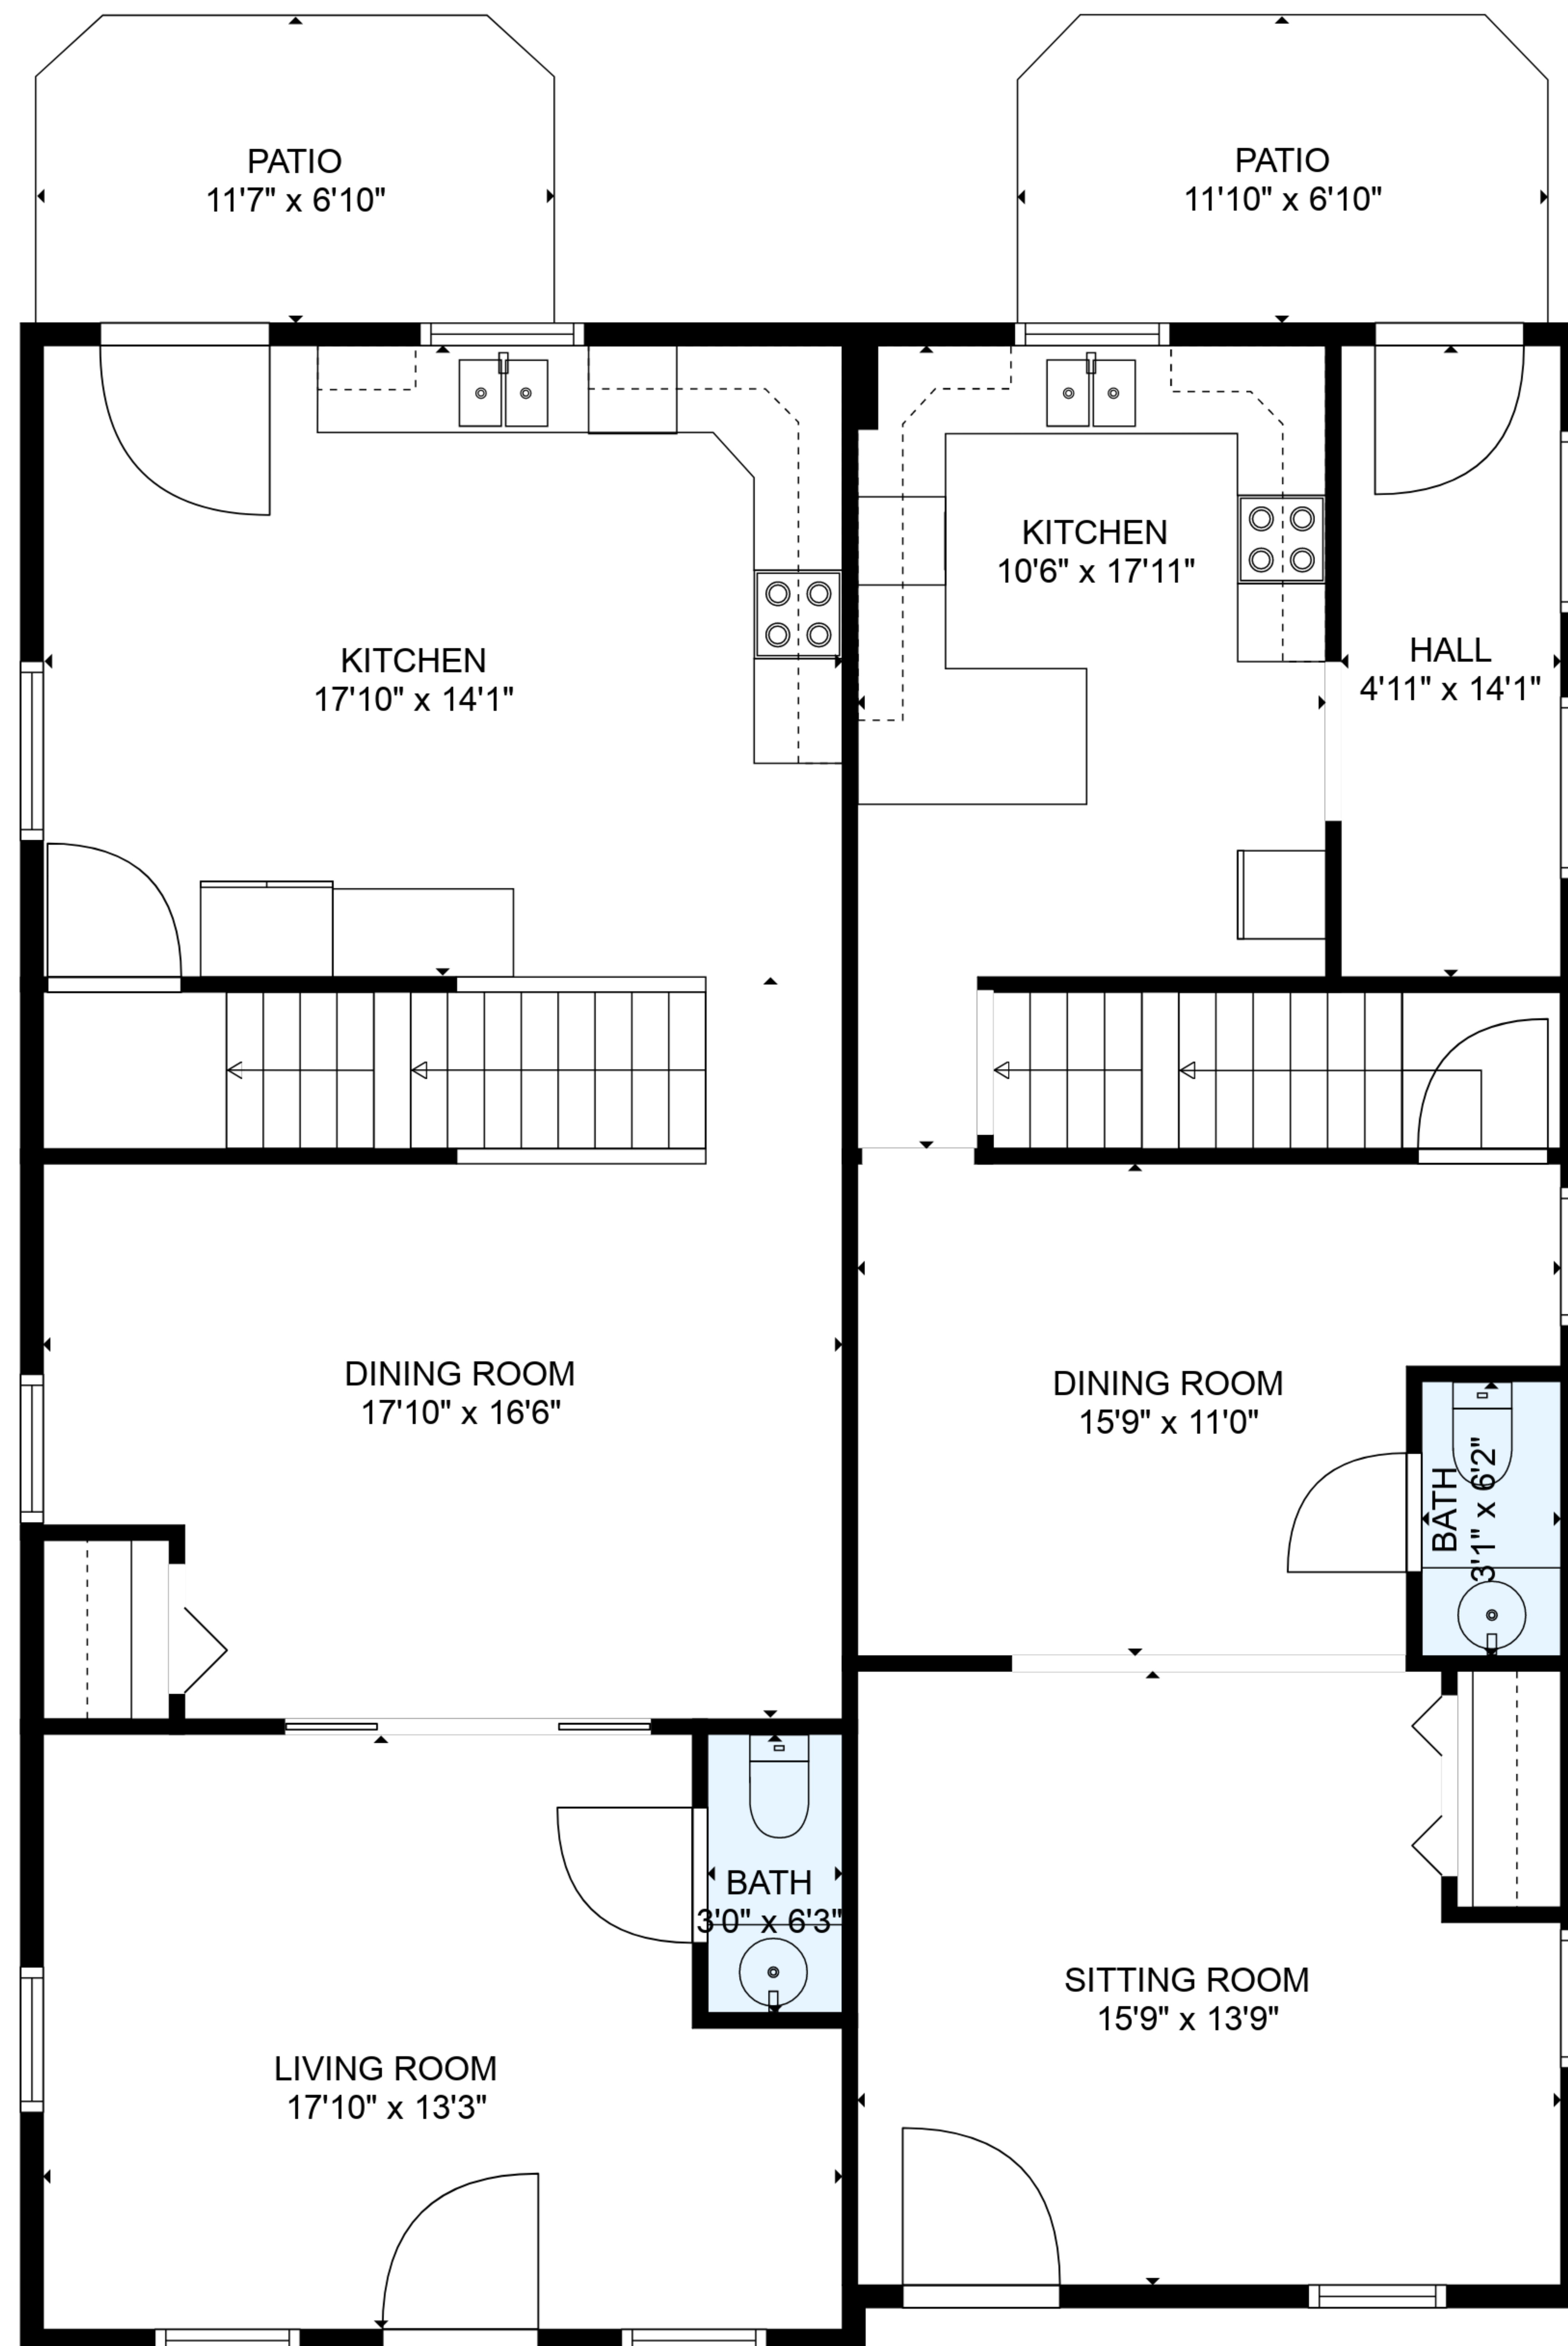 PATIO
11'7" x 6'10"
PATIO
11'10" x 6'10"
KITCHEN
10'6" x 17'11"
KITCHEN
17'10" x 14'1"
HALL
4'11" x 14'1"
DINING ROOM
17'10" x 16'6"
DINING ROOM
15'9" x 11'0"
BATH
3'1" x 6'2"
BATH
3'0" x 6'3"
SITTING ROOM
15'9" x 13'9"
LIVING ROOM
17'10" x 13'3"